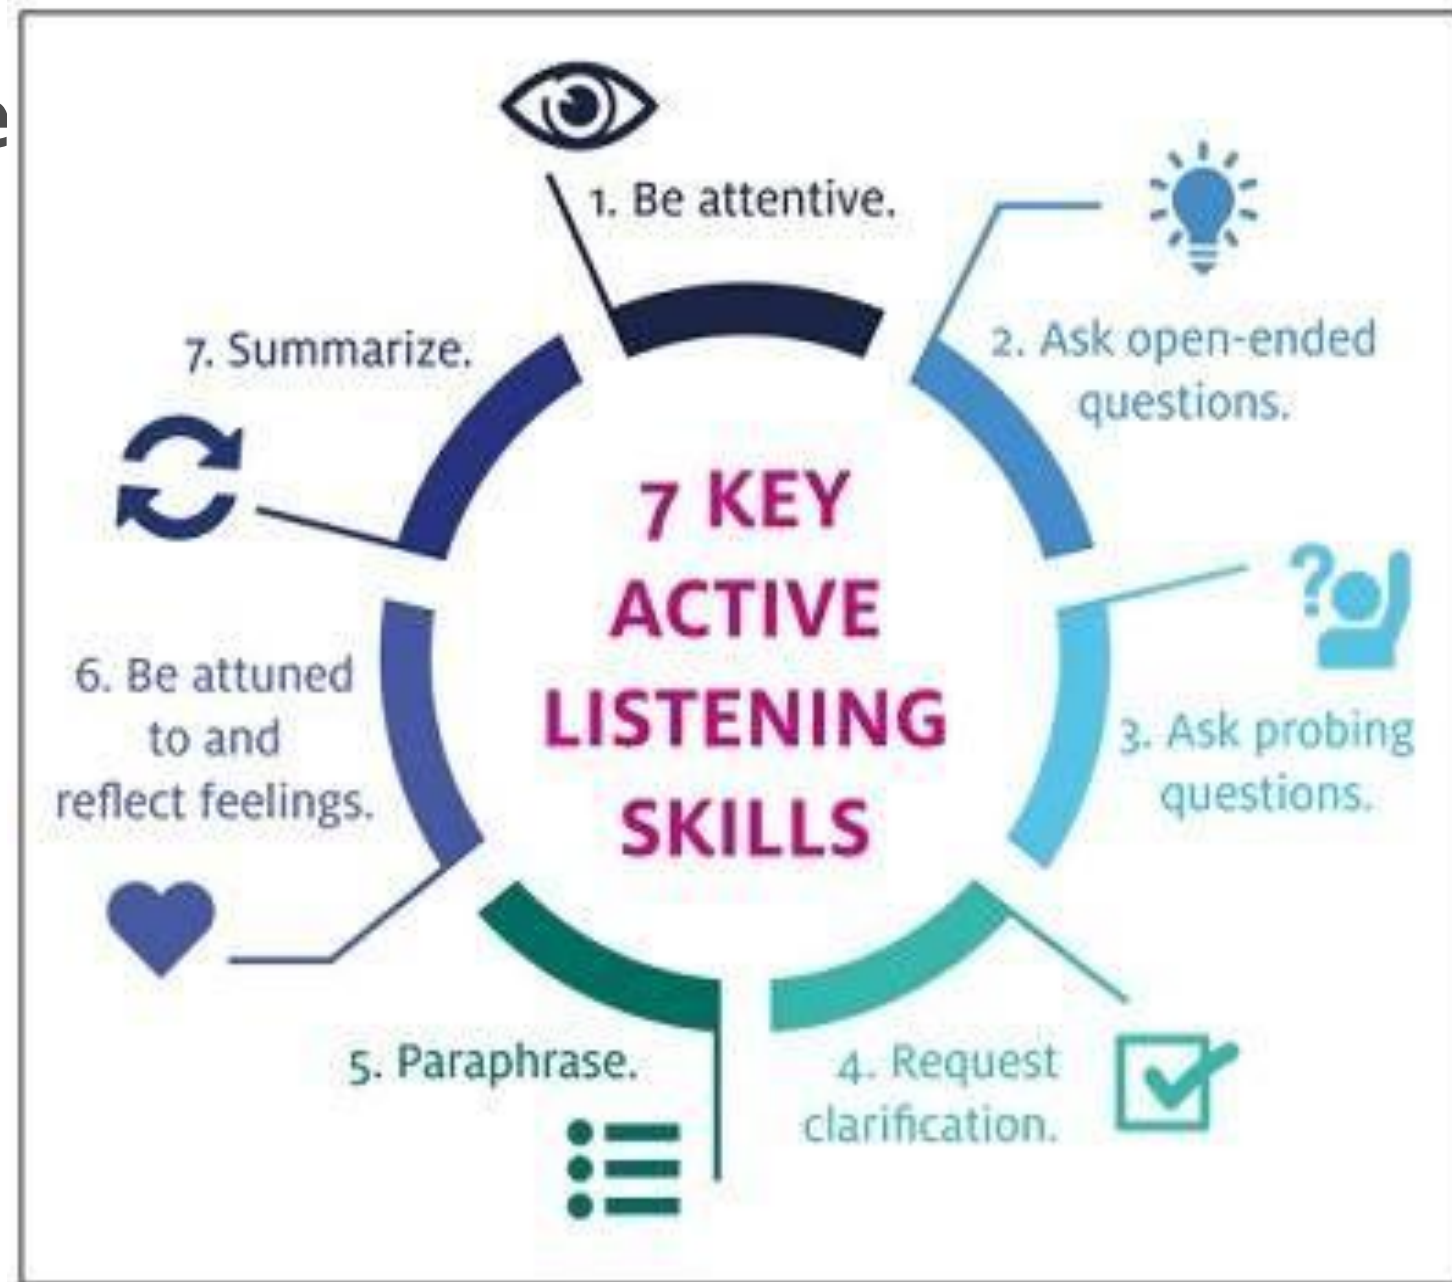 e
1. Be attentive.
2. Ask open-ended
questions.
3. Ask probing
questions.
4. Request
clarification.
5. Paraphrase.
6. Be attuned
to and
reflect feelings.
7. Summarize.
7 KEY
ACTIVE
LISTENING
SKILLS
?